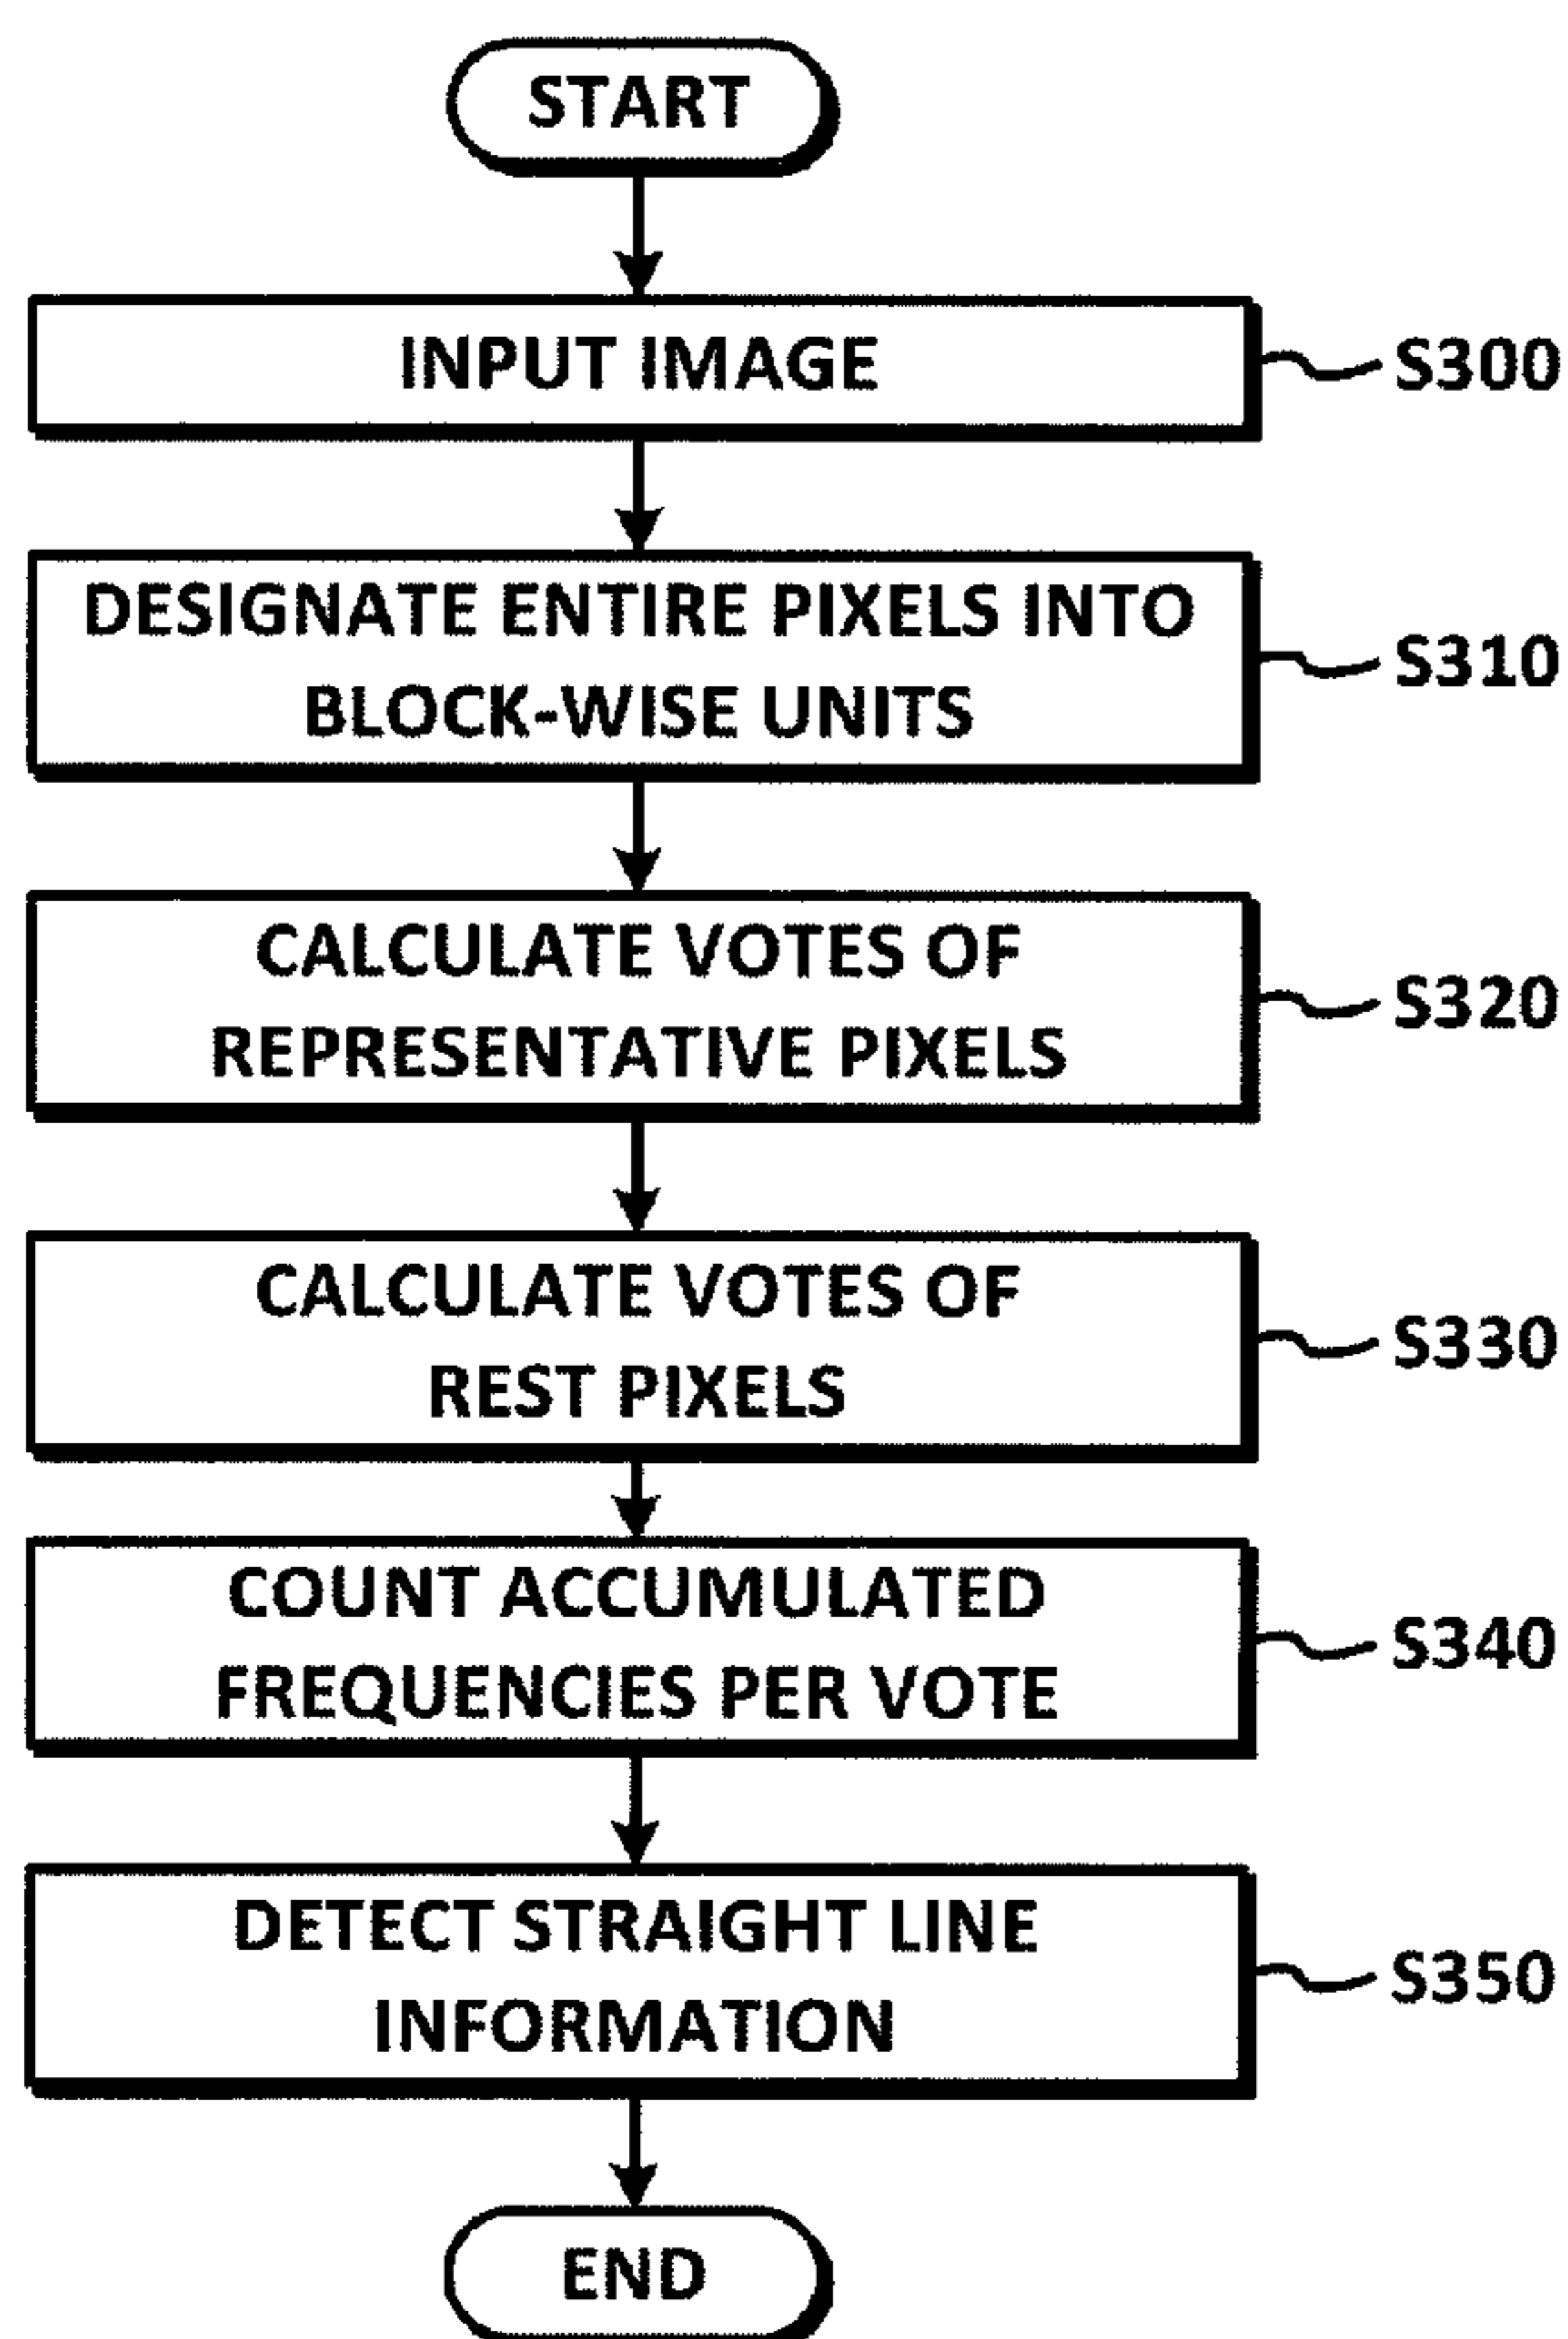 START
INPUT IMAGE
S300
DESIGNATE ENTIRE PIXELS INTO
BLOCK-WISE UNITS
S310
CALCULATE VOTES OF
REPRESENTATIVE PIXELS
S320
CALCULATE VOTES OF
REST PIXELS
S330
COUNT ACCUMULATED
FREQUENCIES PER VOTE
S340
DETECT STRAIGHT LINE
INFORMATION
S350
END